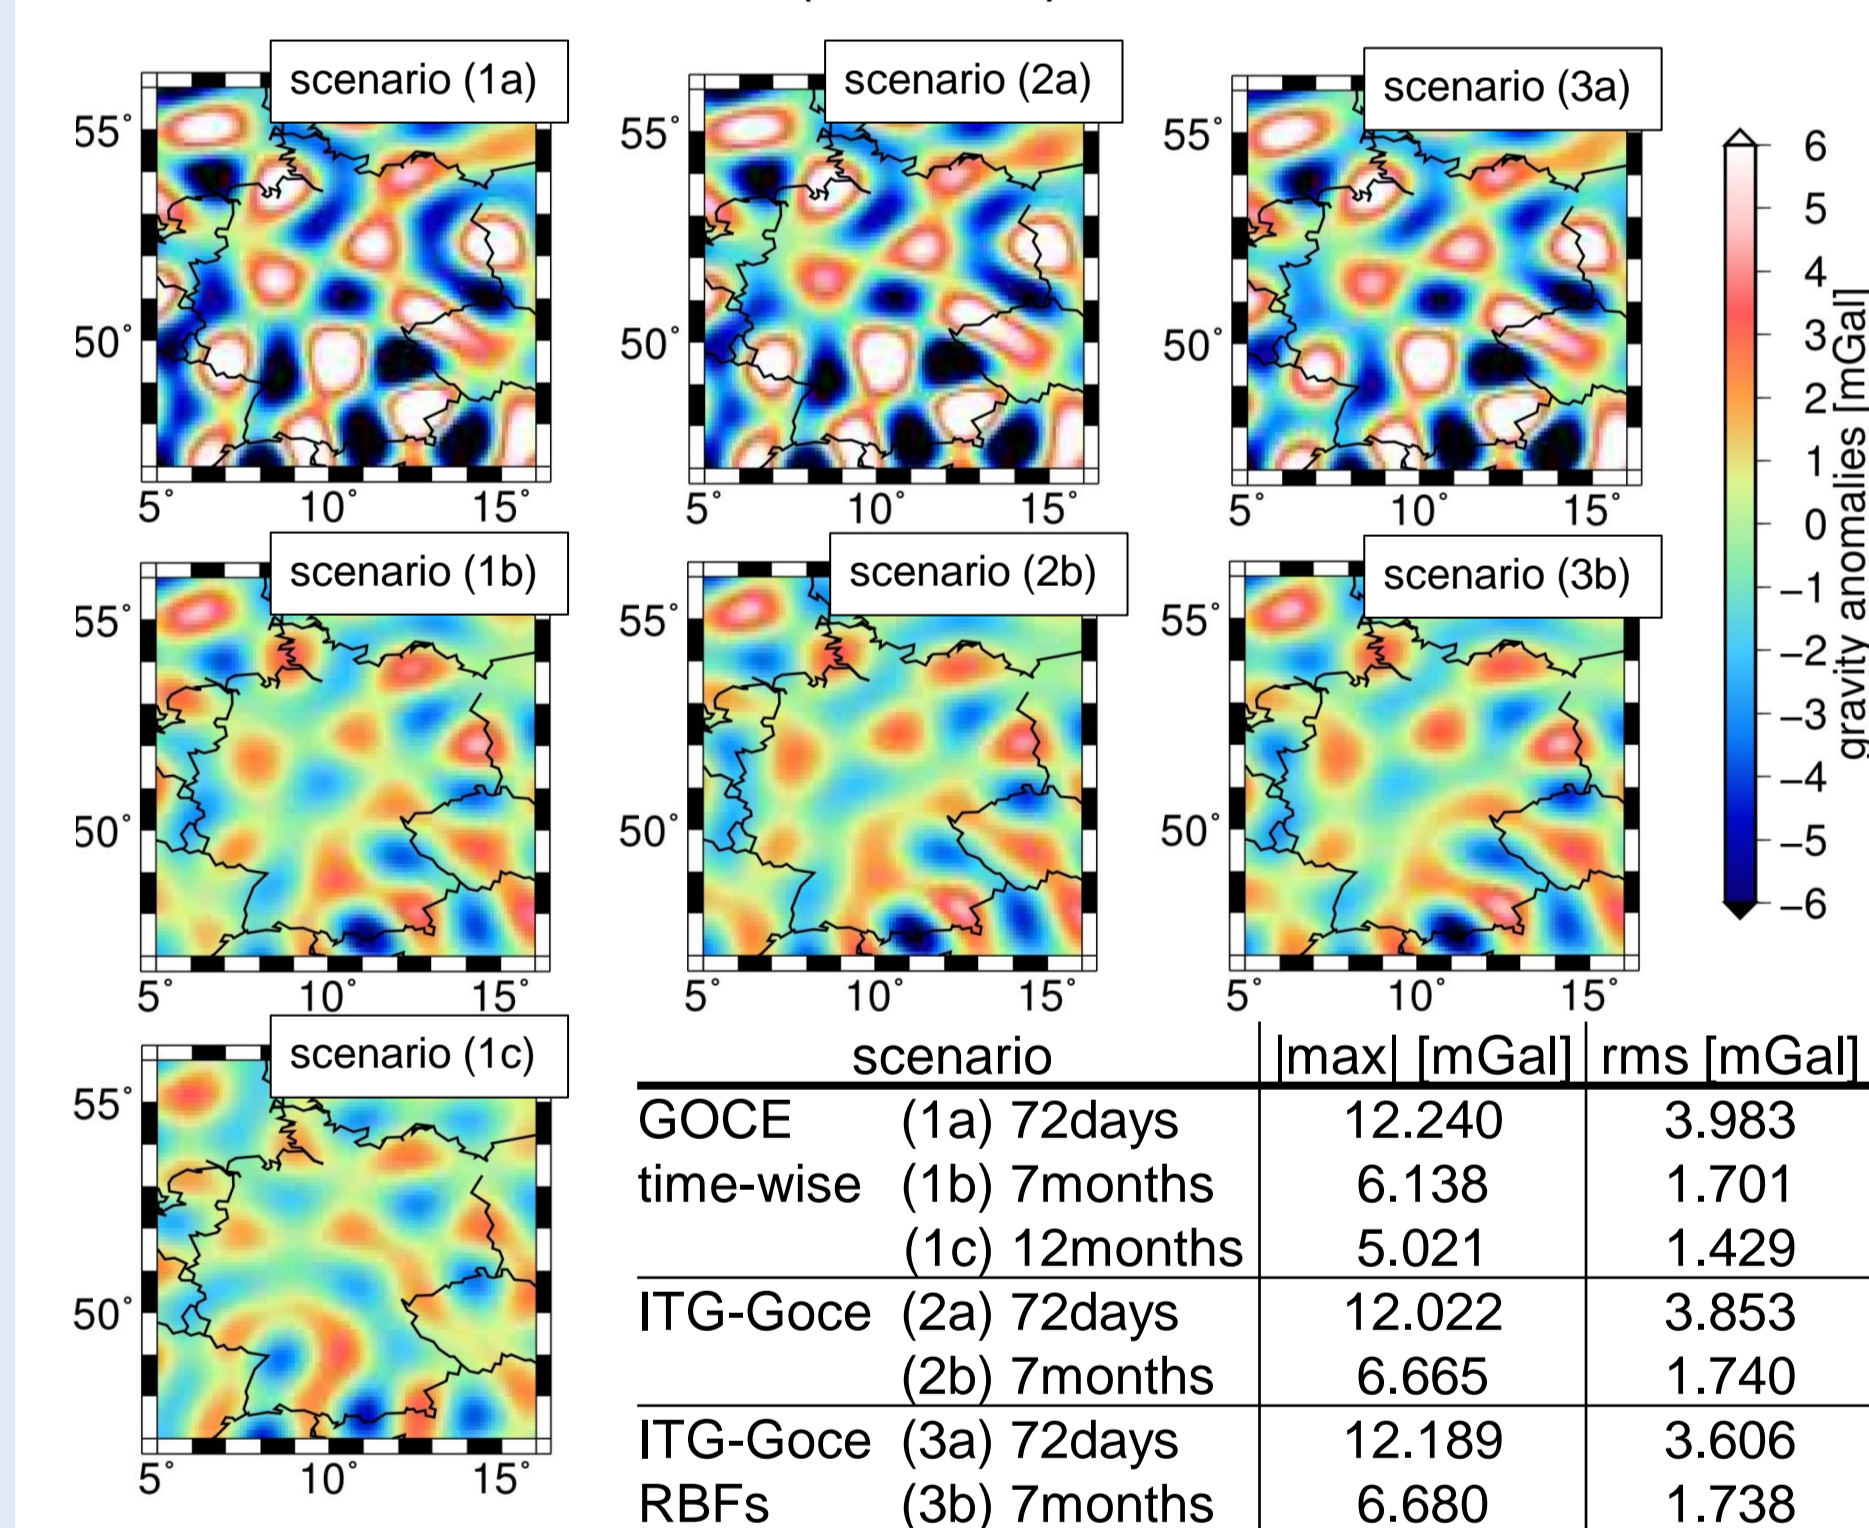 scenario (1a)
scenario (2a)
scenario (3a)
55°
50°
5° 10° 15°
55°
50°
5° 10° 15°
55°
50°
5° 10° 15°
6
5
4
3
2
1
0
−1
−2
−3
−4
−5
−6
gravity anomalies [mGal]
scenario (1b)
scenario (2b)
scenario (3b)
55°
50°
5° 10° 15°
55°
50°
5° 10° 15°
55°
50°
5° 10° 15°
scenario (1c)
55°
50°
5° 10° 15°
scenario |max| [mGal] rms [mGal]
GOCE (1a) 72days 12.240 3.983
time-wise (1b) 7months 6.138 1.701
(1c) 12months 5.021 1.429
ITG-Goce (2a) 72days 12.022 3.853
(2b) 7months 6.665 1.740
ITG-Goce (3a) 72days 12.189 3.606
RBFs (3b) 7months 6.680 1.738